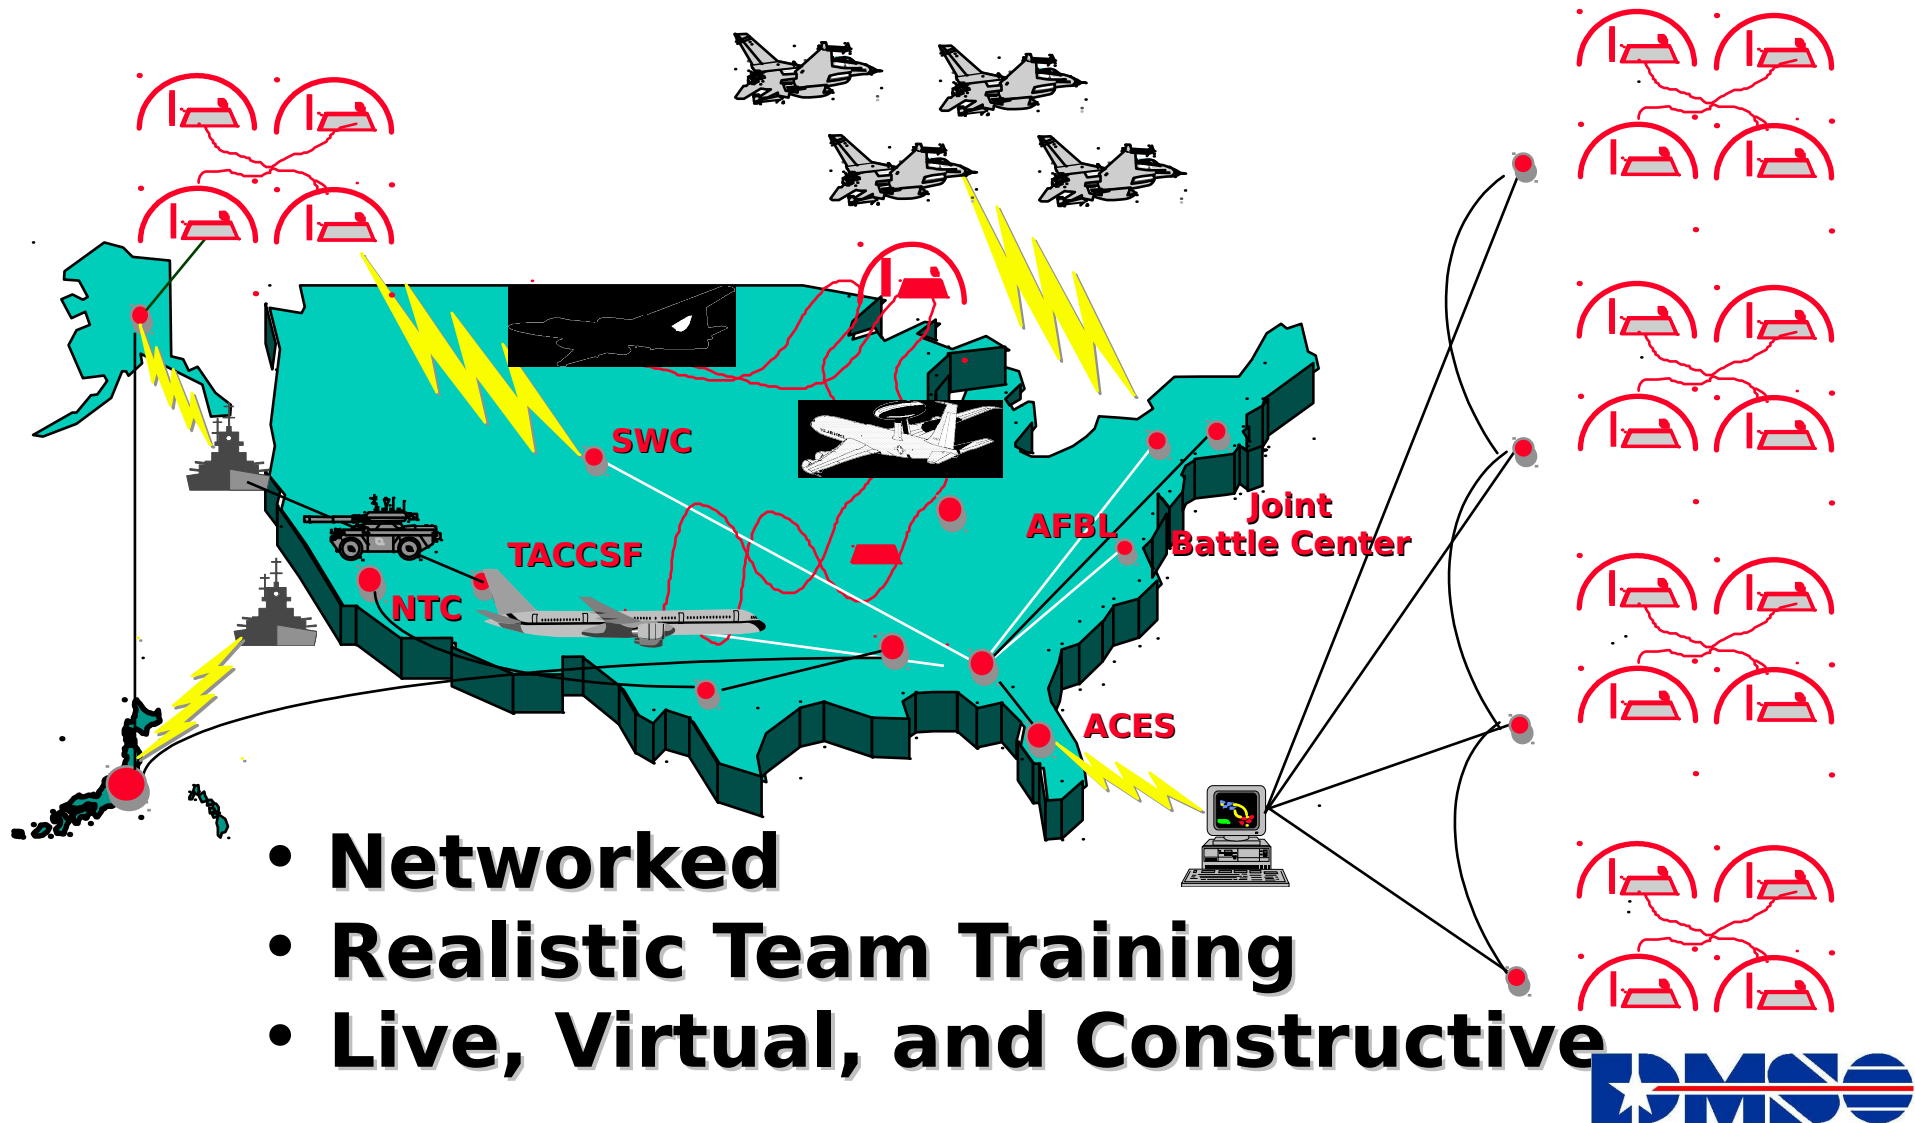 SWC
AFBL
Joint
Battle Center
TACCSF
NTC
ACES
• Networked
• Realistic Team Training
• Live, Virtual, and Constructive
DMSO